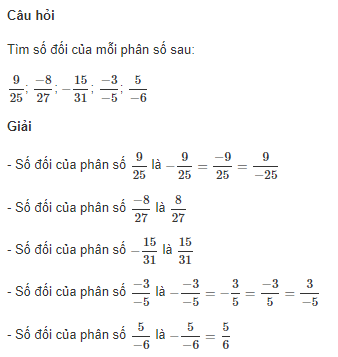 Câu hỏi
Tìm số đối của mỗi phân số sau:
9/25; -8/27; -15/31; -3/-5; 5/-6
Giải
- Số đối của phân số 9/25 là -9/25 = -9/25 = 9/-25
- Số đối của phân số -8/27 là 8/27
- Số đối của phân số -15/31 là 15/31
- Số đối của phân số -3/-5 là - -3/-5 = -3/5 = -3/5 = 3/-5
- Số đối của phân số 5/-6 là - 5/-6 = 5/6